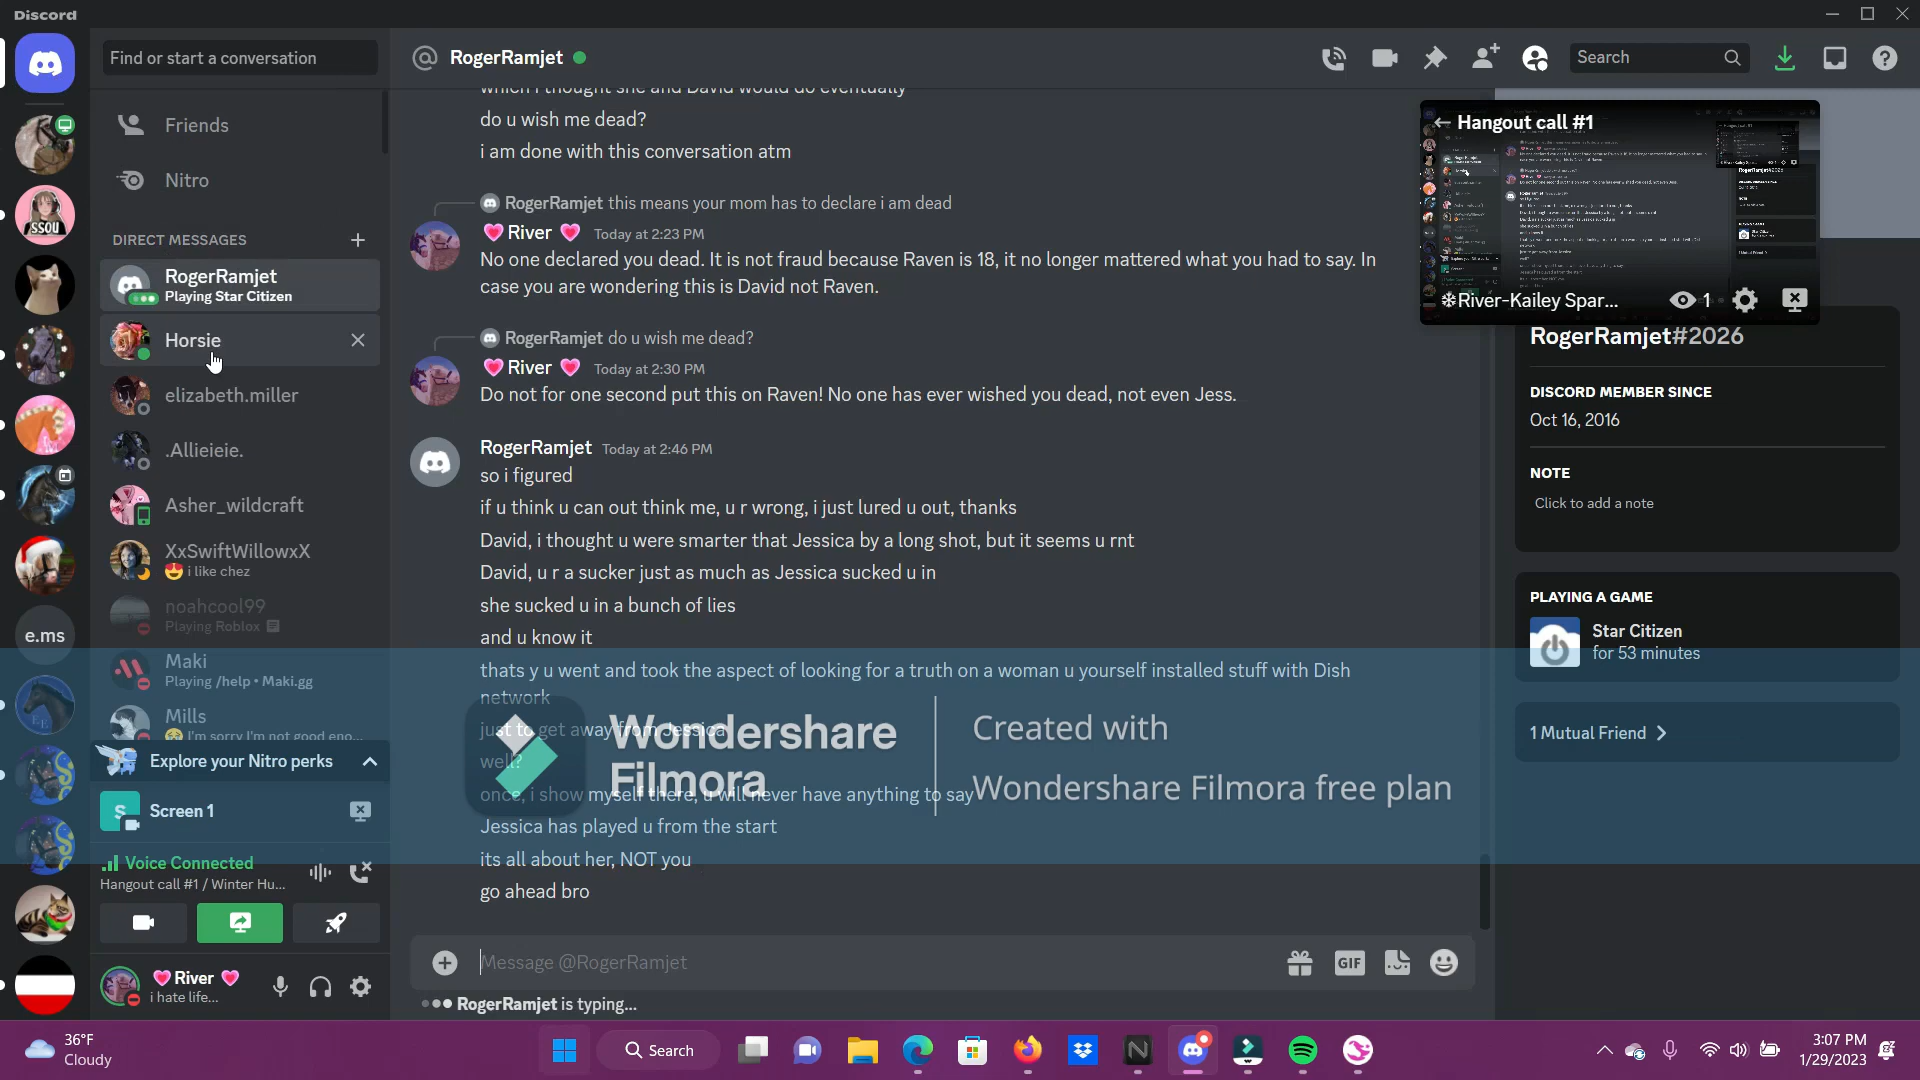 Discord
Find or start a conversation
Friends
Nitro
DIRECT MESSAGES
RogerRamjet
Playing Star Citizen
Horsie
elizabeth.miller
.Allieieie.
Asher_wildcraft
XxSwiftWillowxX
i like chez
noahcool99
Playing Roblox
Maki
Playing /help • Maki.gg
Mills
I'm sorry I'm not good eno...
Explore your Nitro perks
S Screen 1
Voice Connected
Hangout call #1 / Winter Hu...
River
i hate life...
SSOU
e.ms
EE
RogerRamjet
Search
which i thought she and David would do eventually
do u wish me dead?
i am done with this conversation atm
RogerRamjet this means your mom has to declare i am dead
River Today at 2:23 PM
No one declared you dead. It is not fraud because Raven is 18, it no longer mattered what you had to say. In
case you are wondering this is David not Raven.
RogerRamjet do u wish me dead?
River Today at 2:30 PM
Do not for one second put this on Raven! No one has ever wished you dead, not even Jess.
RogerRamjet Today at 2:46 PM
so i figured
if u think u can out think me, u r wrong, i just lured u out, thanks
David, i thought u were smarter that Jessica by a long shot, but it seems u rnt
David, u r a sucker just as much as Jessica sucked u in
she sucked u in a bunch of lies
and u know it
thats y u went and took the aspect of looking for a truth on a woman u yourself installed stuff with Dish
network
just to get away from Jessica
well?
once, i show myself there, u will never have anything to say
Jessica has played u from the start
its all about her, NOT you
go ahead bro
Message @RogerRamjet
GIF
RogerRamjet is typing...
Wondershare
Filmora
Created with
Wondershare Filmora free plan
Hangout call #1
River-Kailey Spar...
1
RogerRamjet#2026
DISCORD MEMBER SINCE
Oct 16, 2016
NOTE
Click to add a note
PLAYING A GAME
Star Citizen
for 53 minutes
1 Mutual Friend
36°F
Cloudy
Search
3:07 PM
1/29/2023